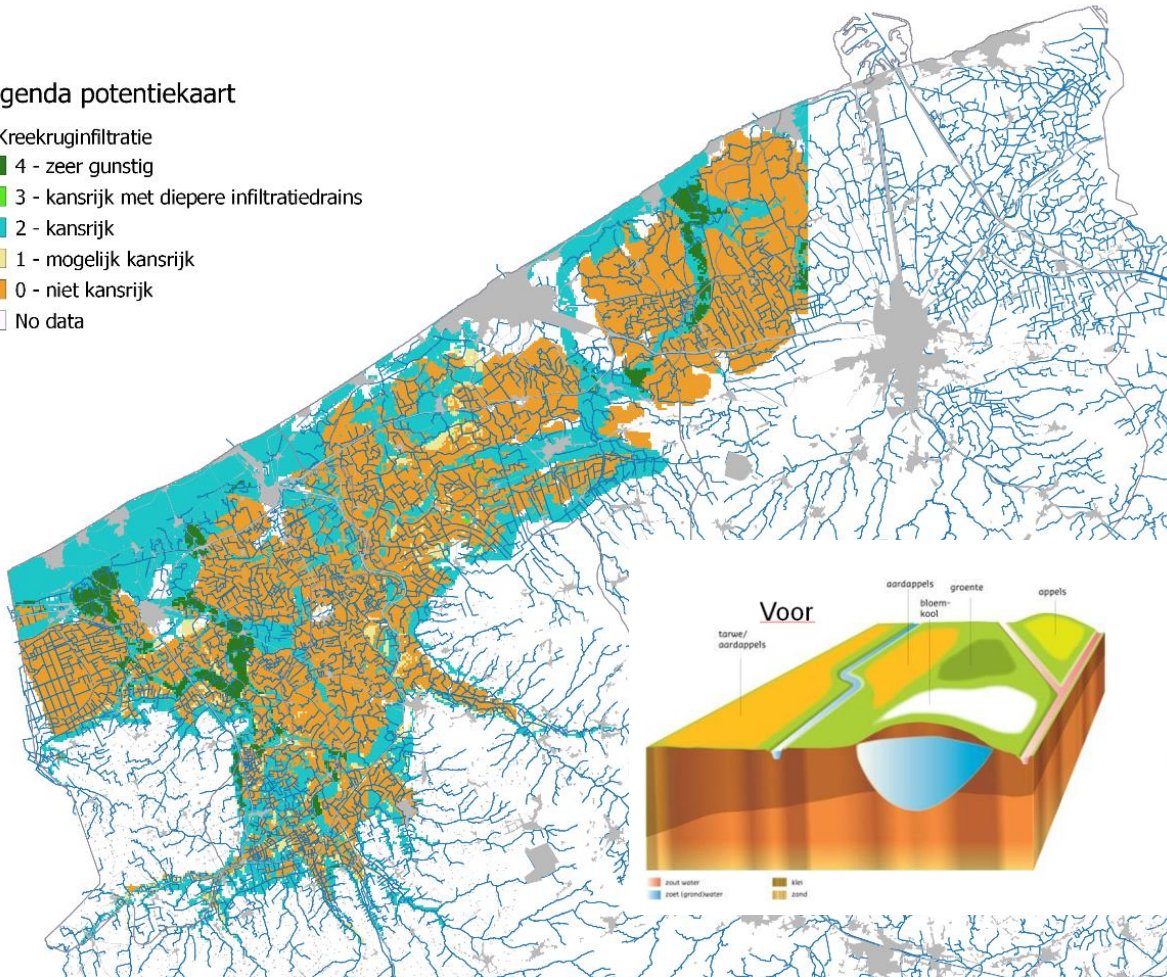 genda potentiekaart
Kreekruginfiltratie
4 - zeer gunstig
3 - kansrijk met diepere infiltratiedrains
2 - kansrijk
1 - mogelijk kansrijk
0 - niet kansrijk
No data
Voor
tarwe/
aardappels
aardappels
bloem-
kool
groente
appels
zout water
zoet (grond)water
klei
zand